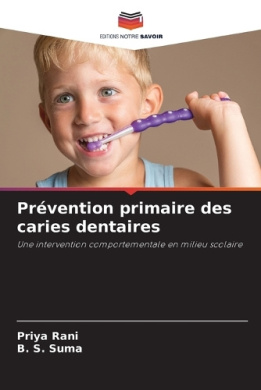 EDITIONS NOTRE SAVOIR
Prévention primaire des
caries dentaires
Une intervention comportementale en milieu scolaire
Priya Rani
B. S. Suma